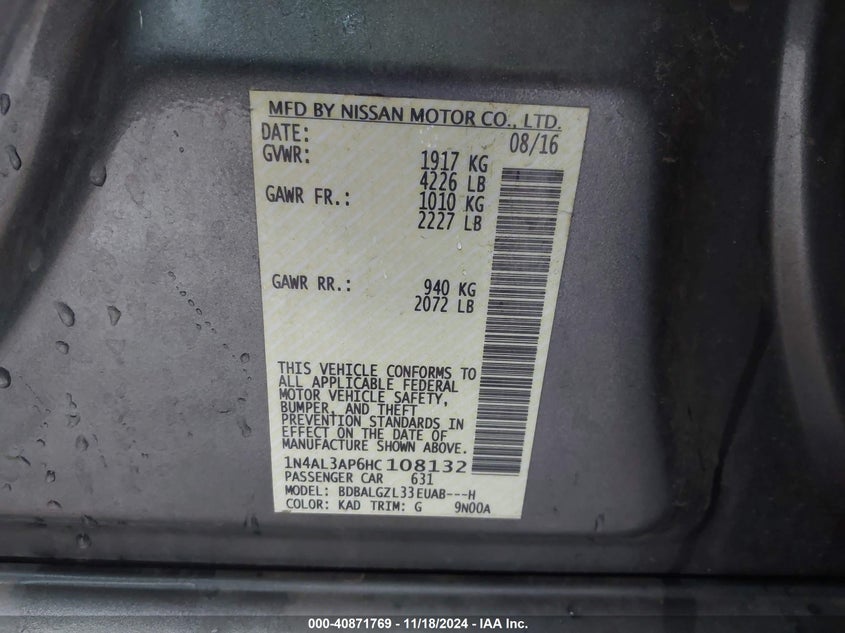 MFD BY NISSAN MOTOR CO., LTD.
DATE: 08/16
GVWR: 1917 KG
4226 LB
GAWR FR.: 1010 KG
2227 LB
GAWR RR.: 940 KG
2072 LB
THIS VEHICLE CONFORMS TO
ALL APPLICABLE FEDERAL
MOTOR VEHICLE SAFETY,
BUMPER, AND THEFT
PREVENTION STANDARDS IN
EFFECT ON THE DATE OF
MANUFACTURE SHOWN ABOVE.
1N4AL3AP6HC108132
PASSENGER CAR 631
MODEL: BDBALGZL33EUAB---H
COLOR: KAD TRIM: G 9N00A
000-40871769 - 11/18/2024 - IAA Inc.